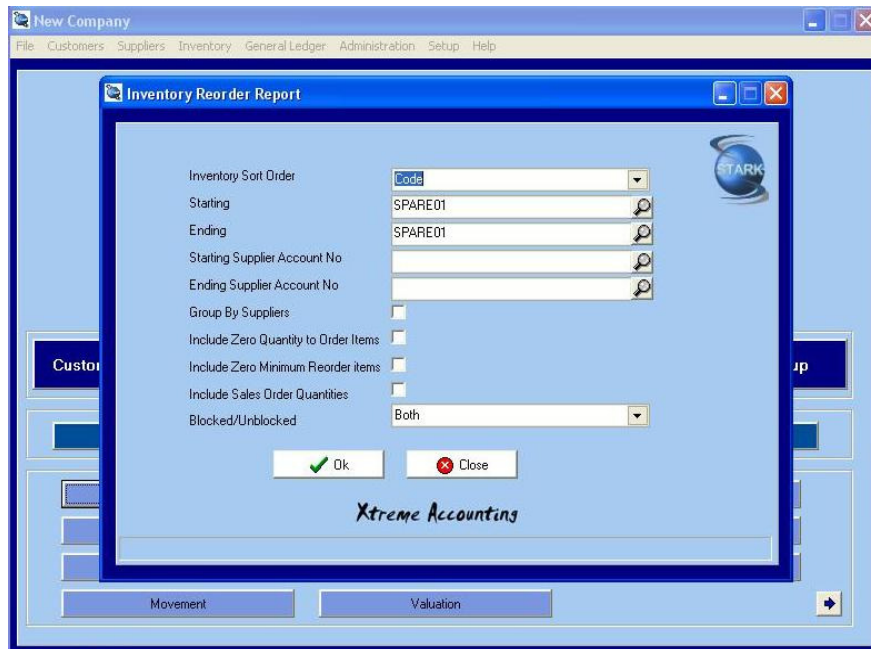 New Company
File Customers Suppliers Inventory General Ledger Administration Setup Help
Inventory Reorder Report
STARK
Inventory Sort Order Code
Starting SPARE01
Ending SPARE01
Starting Supplier Account No
Ending Supplier Account No
Group By Suppliers
Include Zero Quantity to Order Items
Include Zero Minimum Reorder items
Include Sales Order Quantities
Blocked/Unblocked Both
Custo
up
Ok Close
Xtreme Accounting
Movement Valuation